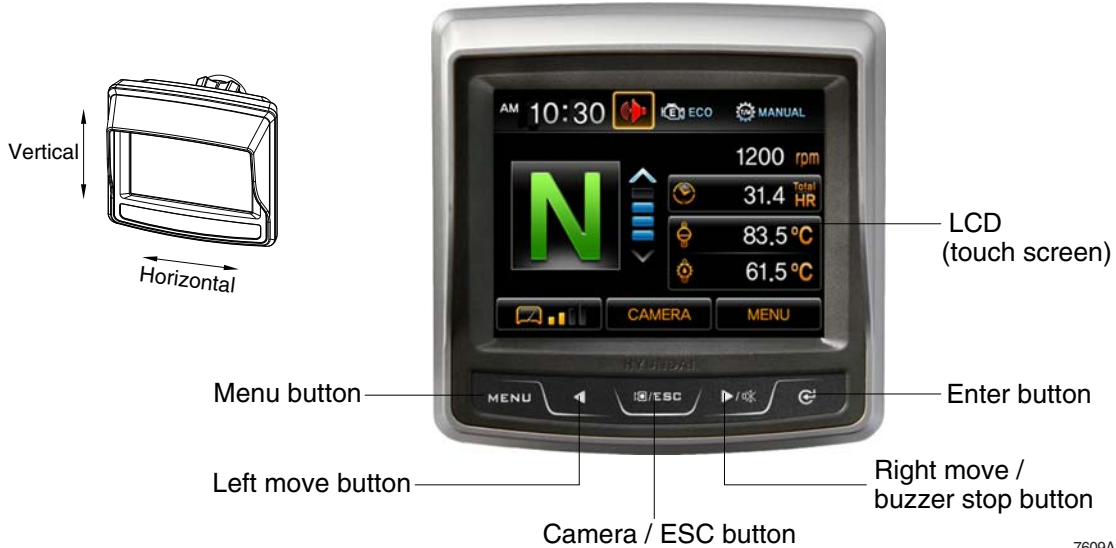 Vertical
Horizontal
AM 10:30 E ECO T/M MANUAL
1200 rpm
N
31.4 Total HR
83.5°C
61.5°C
CAMERA MENU
HYUNDAI
MENU /ESC /
LCD
(touch screen)
Menu button
Enter button
Left move button
Right move /
buzzer stop button
Camera / ESC button
7609A